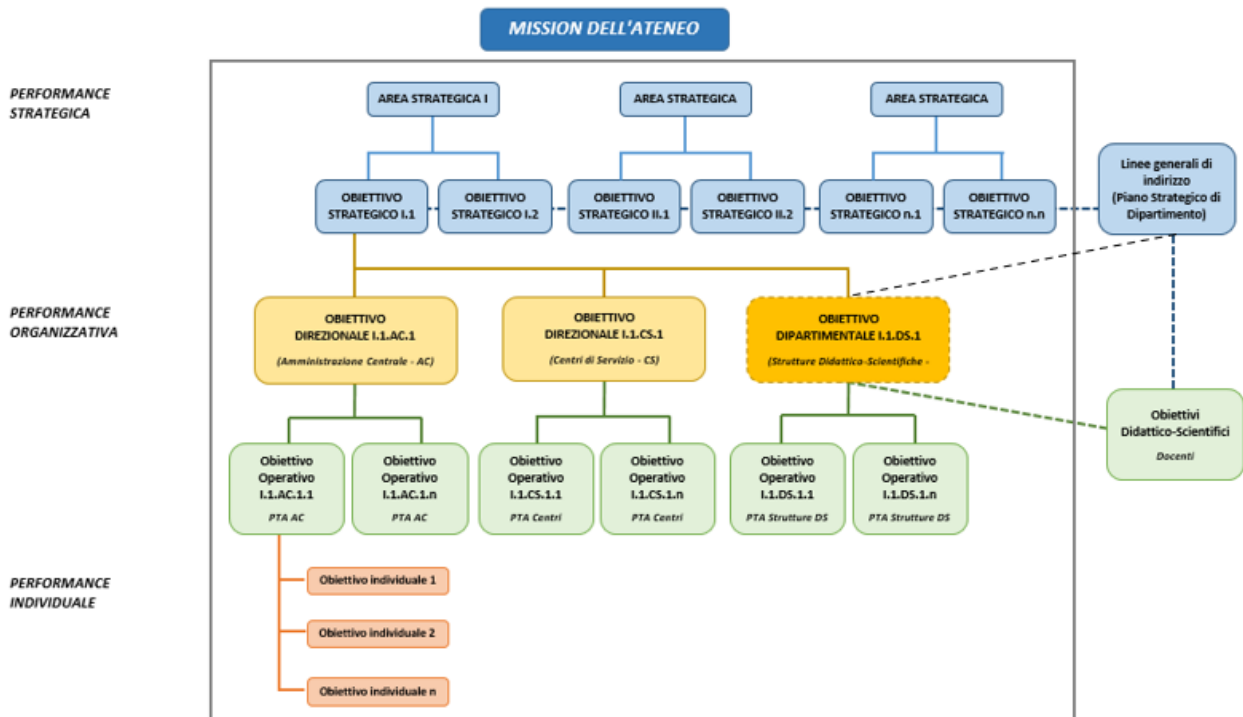 MISSION DELL'ATENEO
PERFORMANCE
STRATEGICA
AREA STRATEGICA I
AREA STRATEGICA
AREA STRATEGICA
OBIETTIVO
STRATEGICO I.1
OBIETTIVO
STRATEGICO I.2
OBIETTIVO
STRATEGICO II.1
OBIETTIVO
STRATEGICO II.2
OBIETTIVO
STRATEGICO n.1
OBIETTIVO
STRATEGICO n.n
Linee generali di
indirizzo
(Piano Strategico di
Dipartimento)
PERFORMANCE
ORGANIZZATIVA
OBIETTIVO
DIREZIONALE I.1.AC.1
(Amministrazione Centrale - AC)
OBIETTIVO
DIREZIONALE I.1.CS.1
(Centri di Servizio - CS)
OBIETTIVO
DIPARTIMENTALE I.1.DS.1
(Strutture Didattico-Scientifiche -
Obiettivi
Didattico-Scientifici
Docenti
Obiettivo
Operativo
I.1.AC.1.1
PTA AC
Obiettivo
Operativo
I.1.AC.1.n
PTA AC
Obiettivo
Operativo
I.1.CS.1.1
PTA Centri
Obiettivo
Operativo
I.1.CS.1.n
PTA Centri
Obiettivo
Operativo
I.1.DS.1.1
PTA Strutture DS
Obiettivo
Operativo
I.1.DS.1.n
PTA Strutture DS
PERFORMANCE
INDIVIDUALE
Obiettivo individuale 1
Obiettivo individuale 2
Obiettivo individuale n